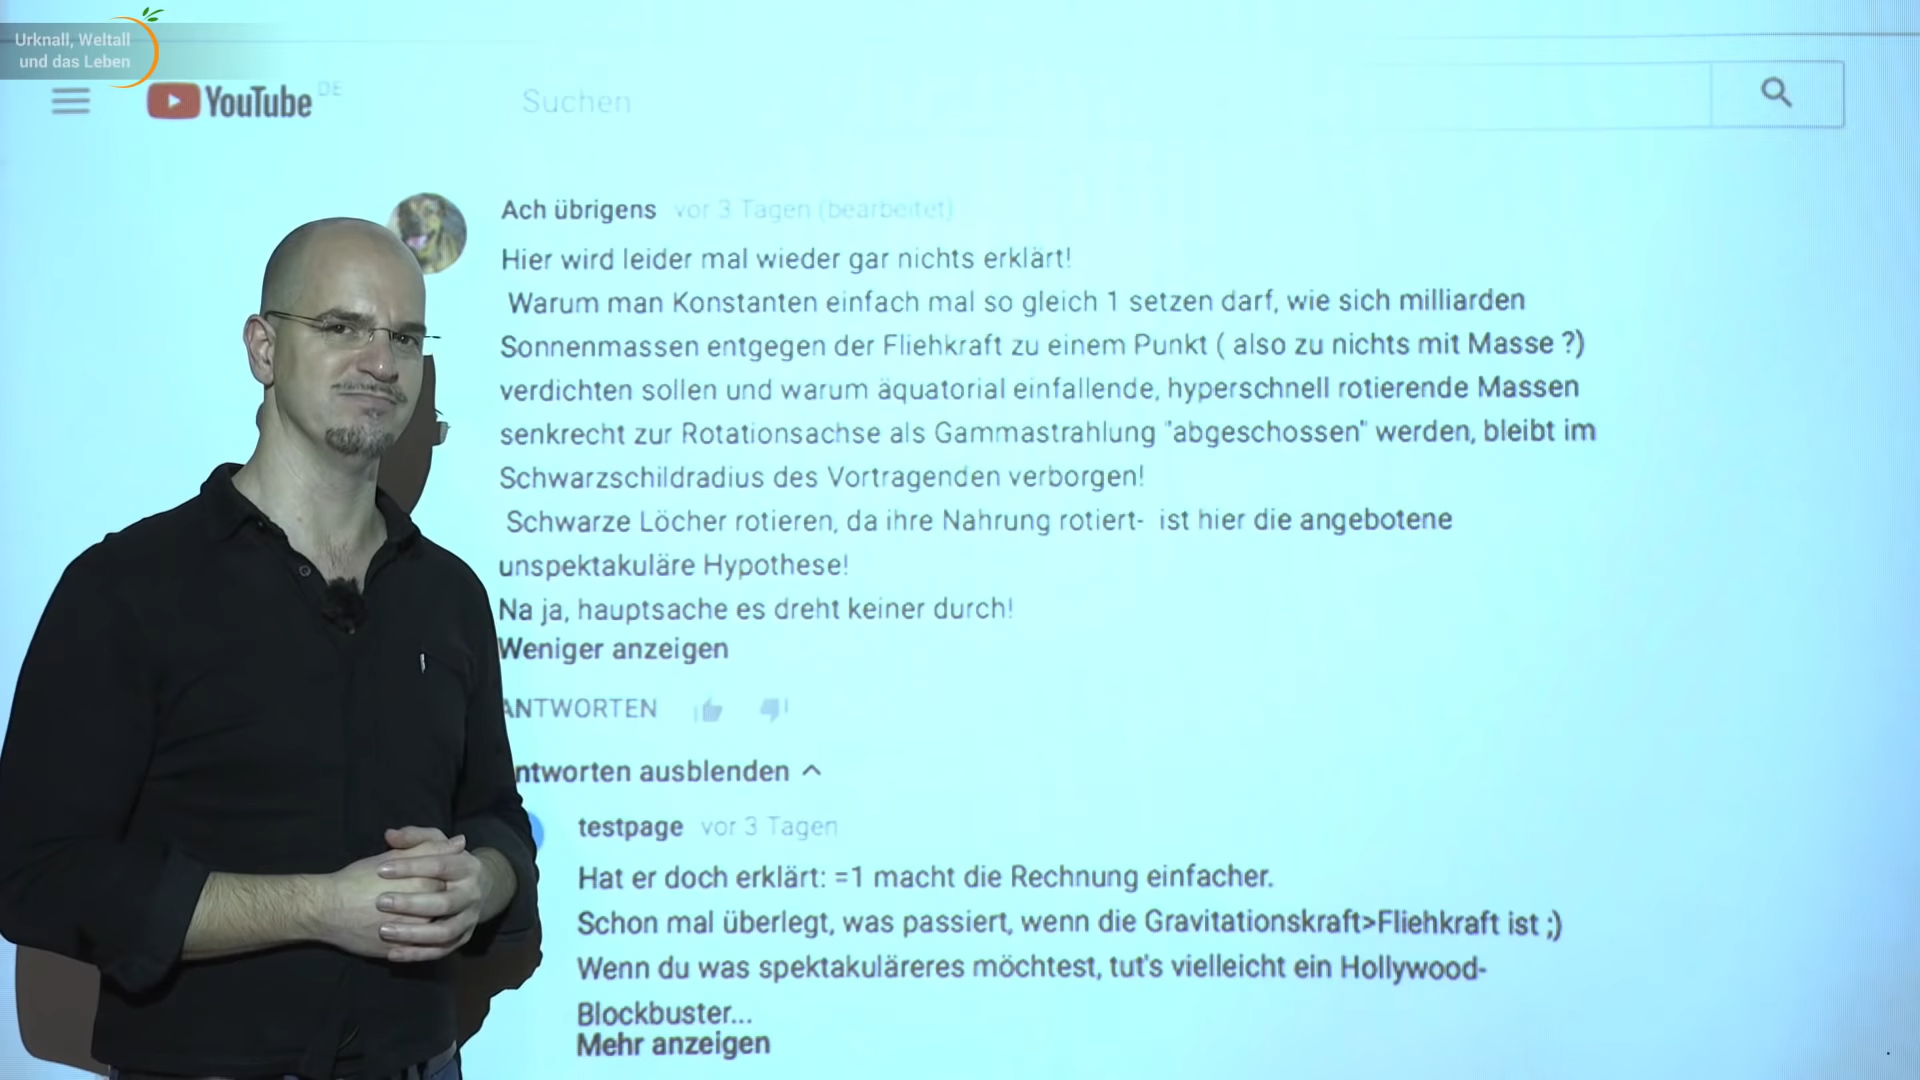 Urknall, Weltall
und das Leben
YouTube DE
Suchen
Ach übrigens vor 3 Tagen (bearbeitet)
Hier wird leider mal wieder gar nichts erklärt!
Warum man Konstanten einfach mal so gleich 1 setzen darf, wie sich milliarden
Sonnenmassen entgegen der Fliehkraft zu einem Punkt ( also zu nichts mit Masse ?)
verdichten sollen und warum äquatorial einfallende, hyperschnell rotierende Massen
senkrecht zur Rotationsachse als Gammastrahlung "abgeschossen" werden, bleibt im
Schwarzschildradius des Vortragenden verborgen!
Schwarze Löcher rotieren, da ihre Nahrung rotiert- ist hier die angebotene
unspektakuläre Hypothese!
Na ja, hauptsache es dreht keiner durch!
Weniger anzeigen
ANTWORTEN
ntworten ausblenden
testpage vor 3 Tagen
Hat er doch erklärt: =1 macht die Rechnung einfacher.
Schon mal überlegt, was passiert, wenn die Gravitationskraft>Fliehkraft ist ;)
Wenn du was spektakuläreres möchtest, tut's vielleicht ein Hollywood-
Blockbuster...
Mehr anzeigen